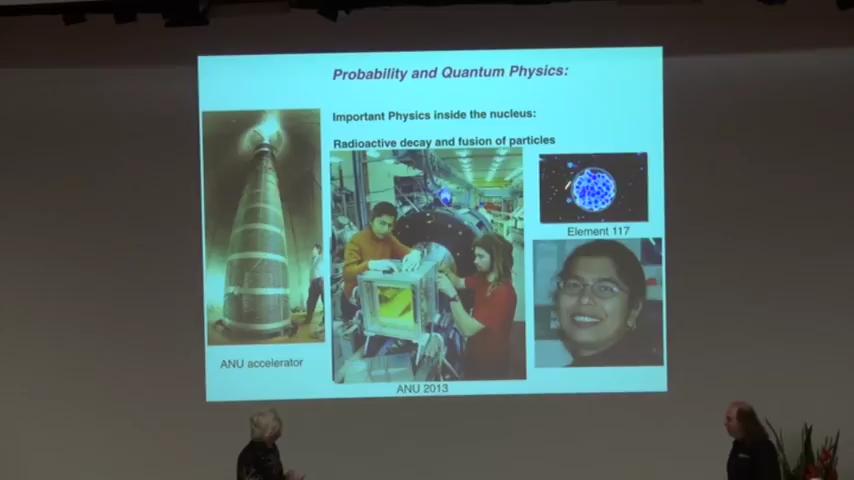 Probability and Quantum Physics:
Important Physics inside the nucleus:
Radioactive decay and fusion of particles
Element 117
ANU accelerator
ANU 2013